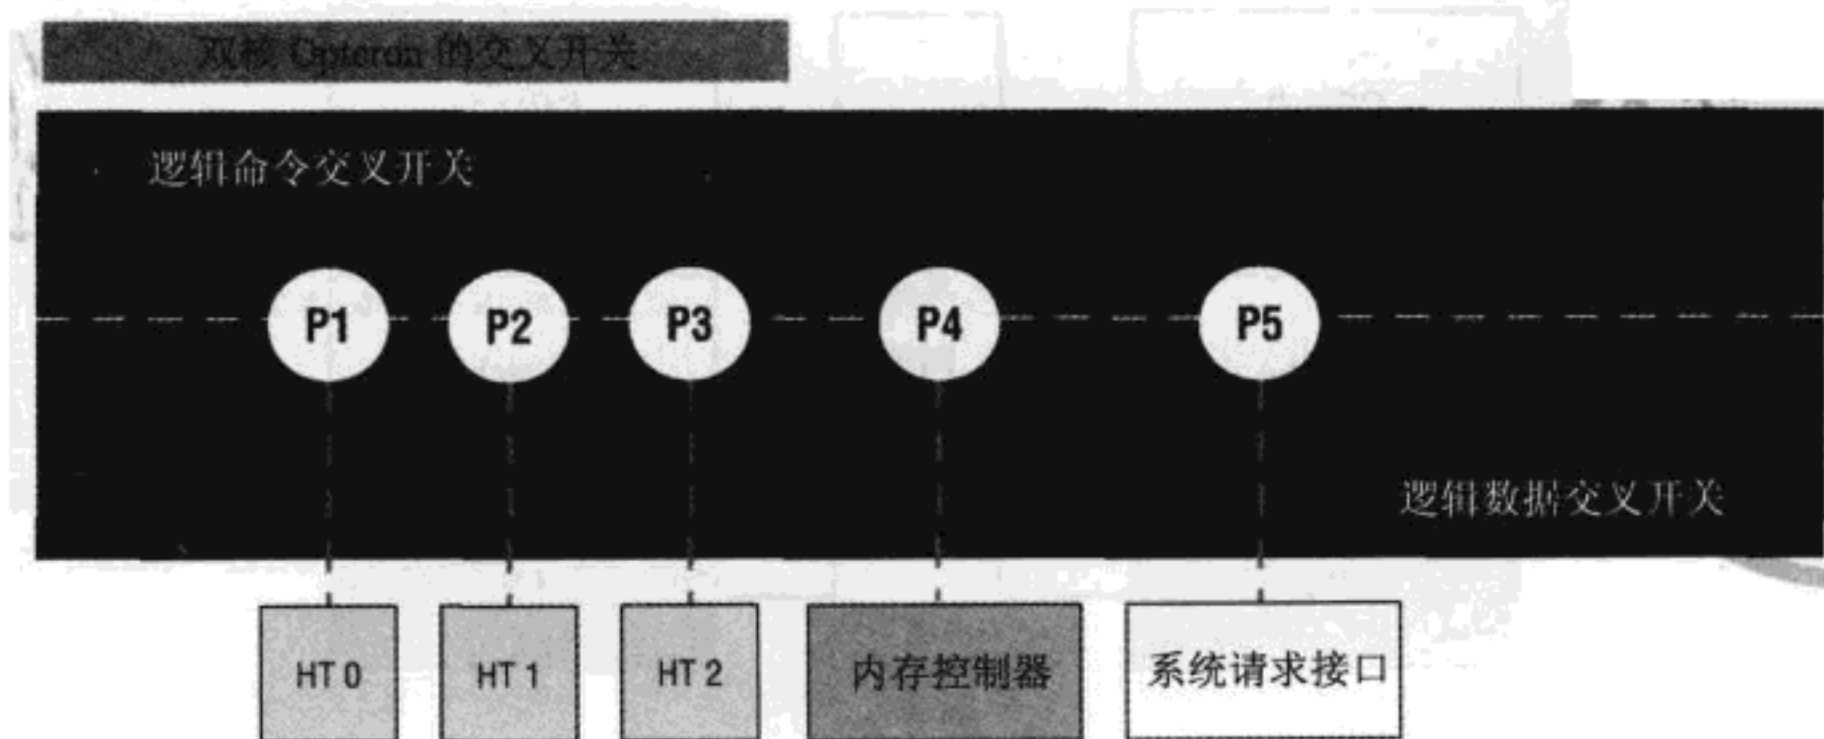 双核 Opteron 的交叉开关
逻辑命令交叉开关
P1 P2 P3 P4 P5
逻辑数据交叉开关
HT 0 HT 1 HT 2 内存控制器 系统请求接口